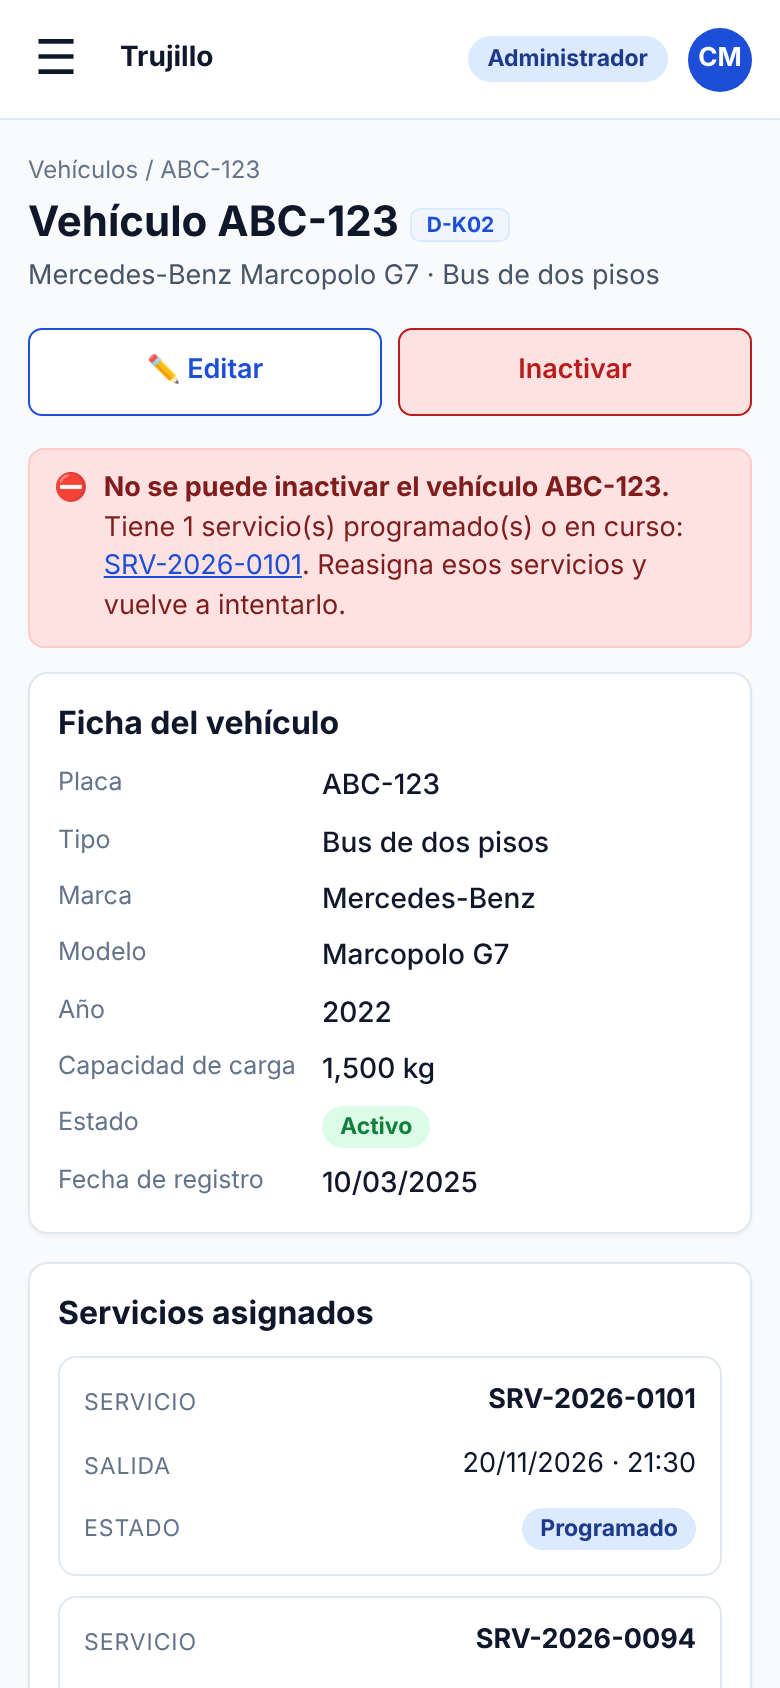 ☰ Trujillo Administrador CM
Vehículos / ABC-123
Vehículo ABC-123 D-K02
Mercedes-Benz Marcopolo G7 · Bus de dos pisos
✏️ Editar Inactivar
⛔ No se puede inactivar el vehículo ABC-123.
Tiene 1 servicio(s) programado(s) o en curso:
SRV-2026-0101. Reasigna esos servicios y
vuelve a intentarlo.
Ficha del vehículo
Placa ABC-123
Tipo Bus de dos pisos
Marca Mercedes-Benz
Modelo Marcopolo G7
Año 2022
Capacidad de carga 1,500 kg
Estado Activo
Fecha de registro 10/03/2025
Servicios asignados
SERVICIO SRV-2026-0101
SALIDA 20/11/2026 · 21:30
ESTADO Programado
SERVICIO SRV-2026-0094